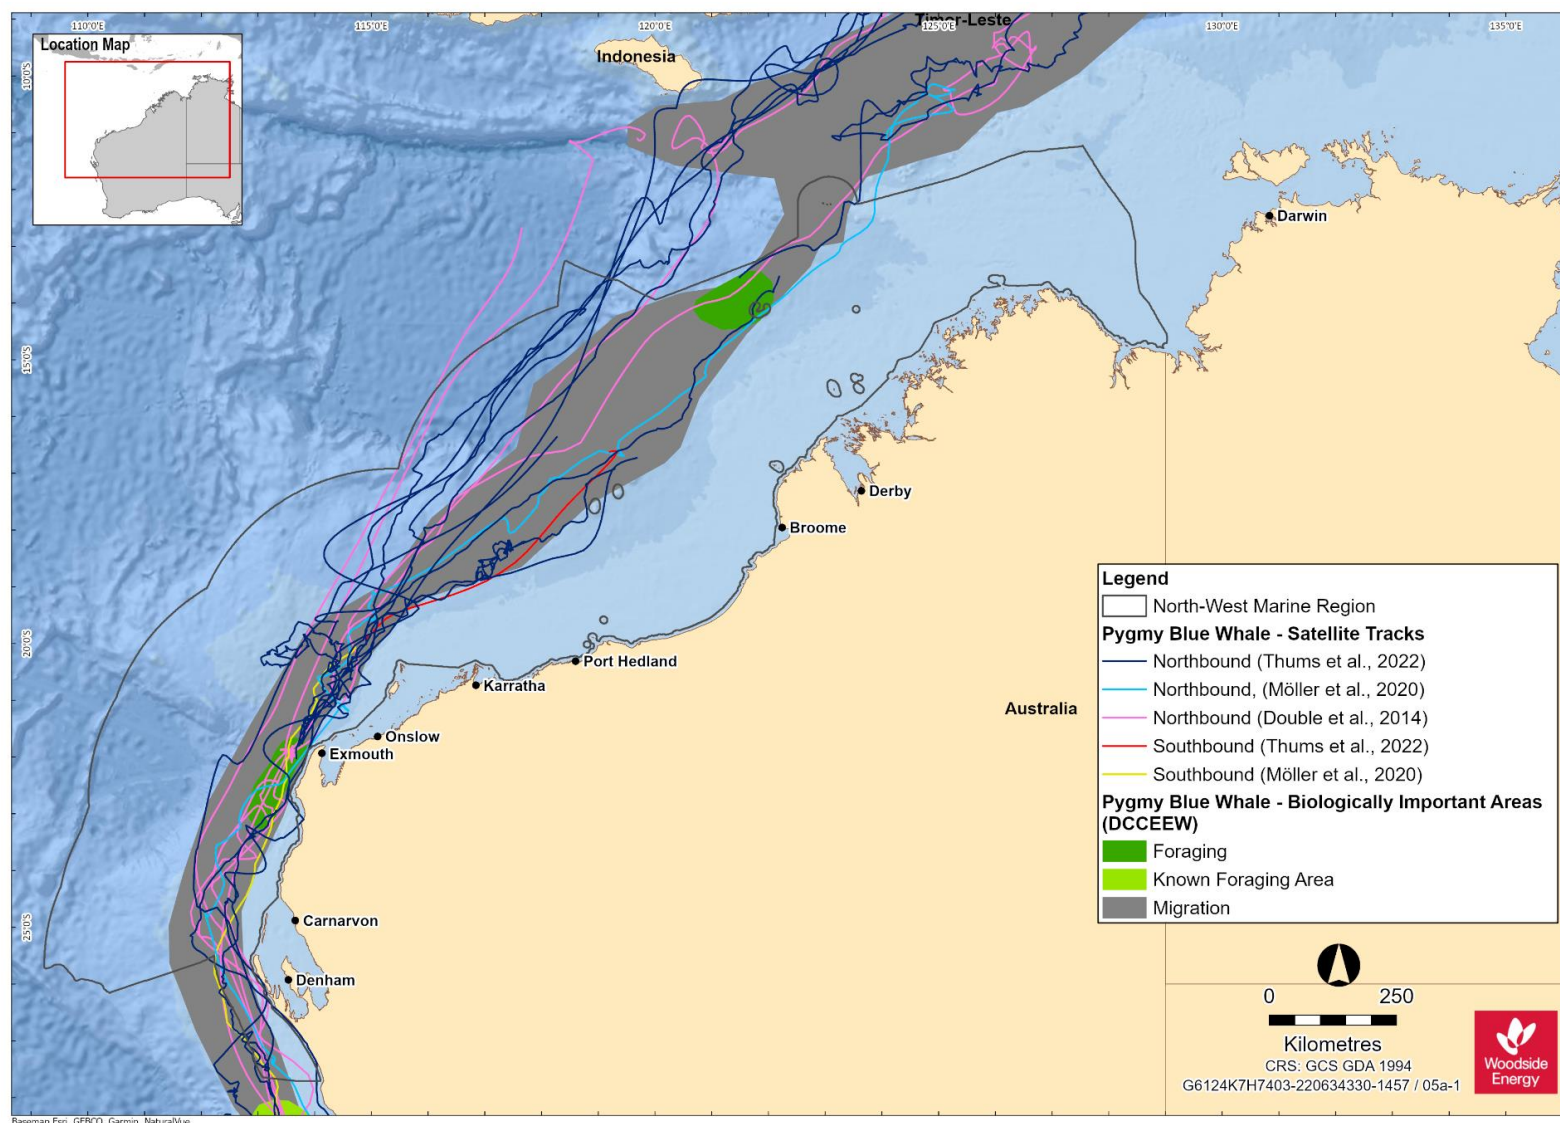 Timor-Leste
110°0'E
115°0'E
120°0'E
125°0'E
130°0'E
135°0'E
Location Map
Indonesia
10°0'S
15°0'S
20°0'S
25°0'S
Darwin
Derby
Broome
Port Hedland
Karratha
Onslow
Exmouth
Australia
Carnarvon
Denham
Legend
North-West Marine Region
Pygmy Blue Whale - Satellite Tracks
Northbound (Thums et al., 2022)
Northbound, (Möller et al., 2020)
Northbound (Double et al., 2014)
Southbound (Thums et al., 2022)
Southbound (Möller et al., 2020)
Pygmy Blue Whale - Biologically Important Areas
(DCCEEW)
Foraging
Known Foraging Area
Migration
0 250
Kilometres
CRS: GCS GDA 1994
G6124K7H7403-220634330-1457 / 05a-1
Woodside
Energy
Basemap Esri, GEBCO, Garmin, NaturalVue